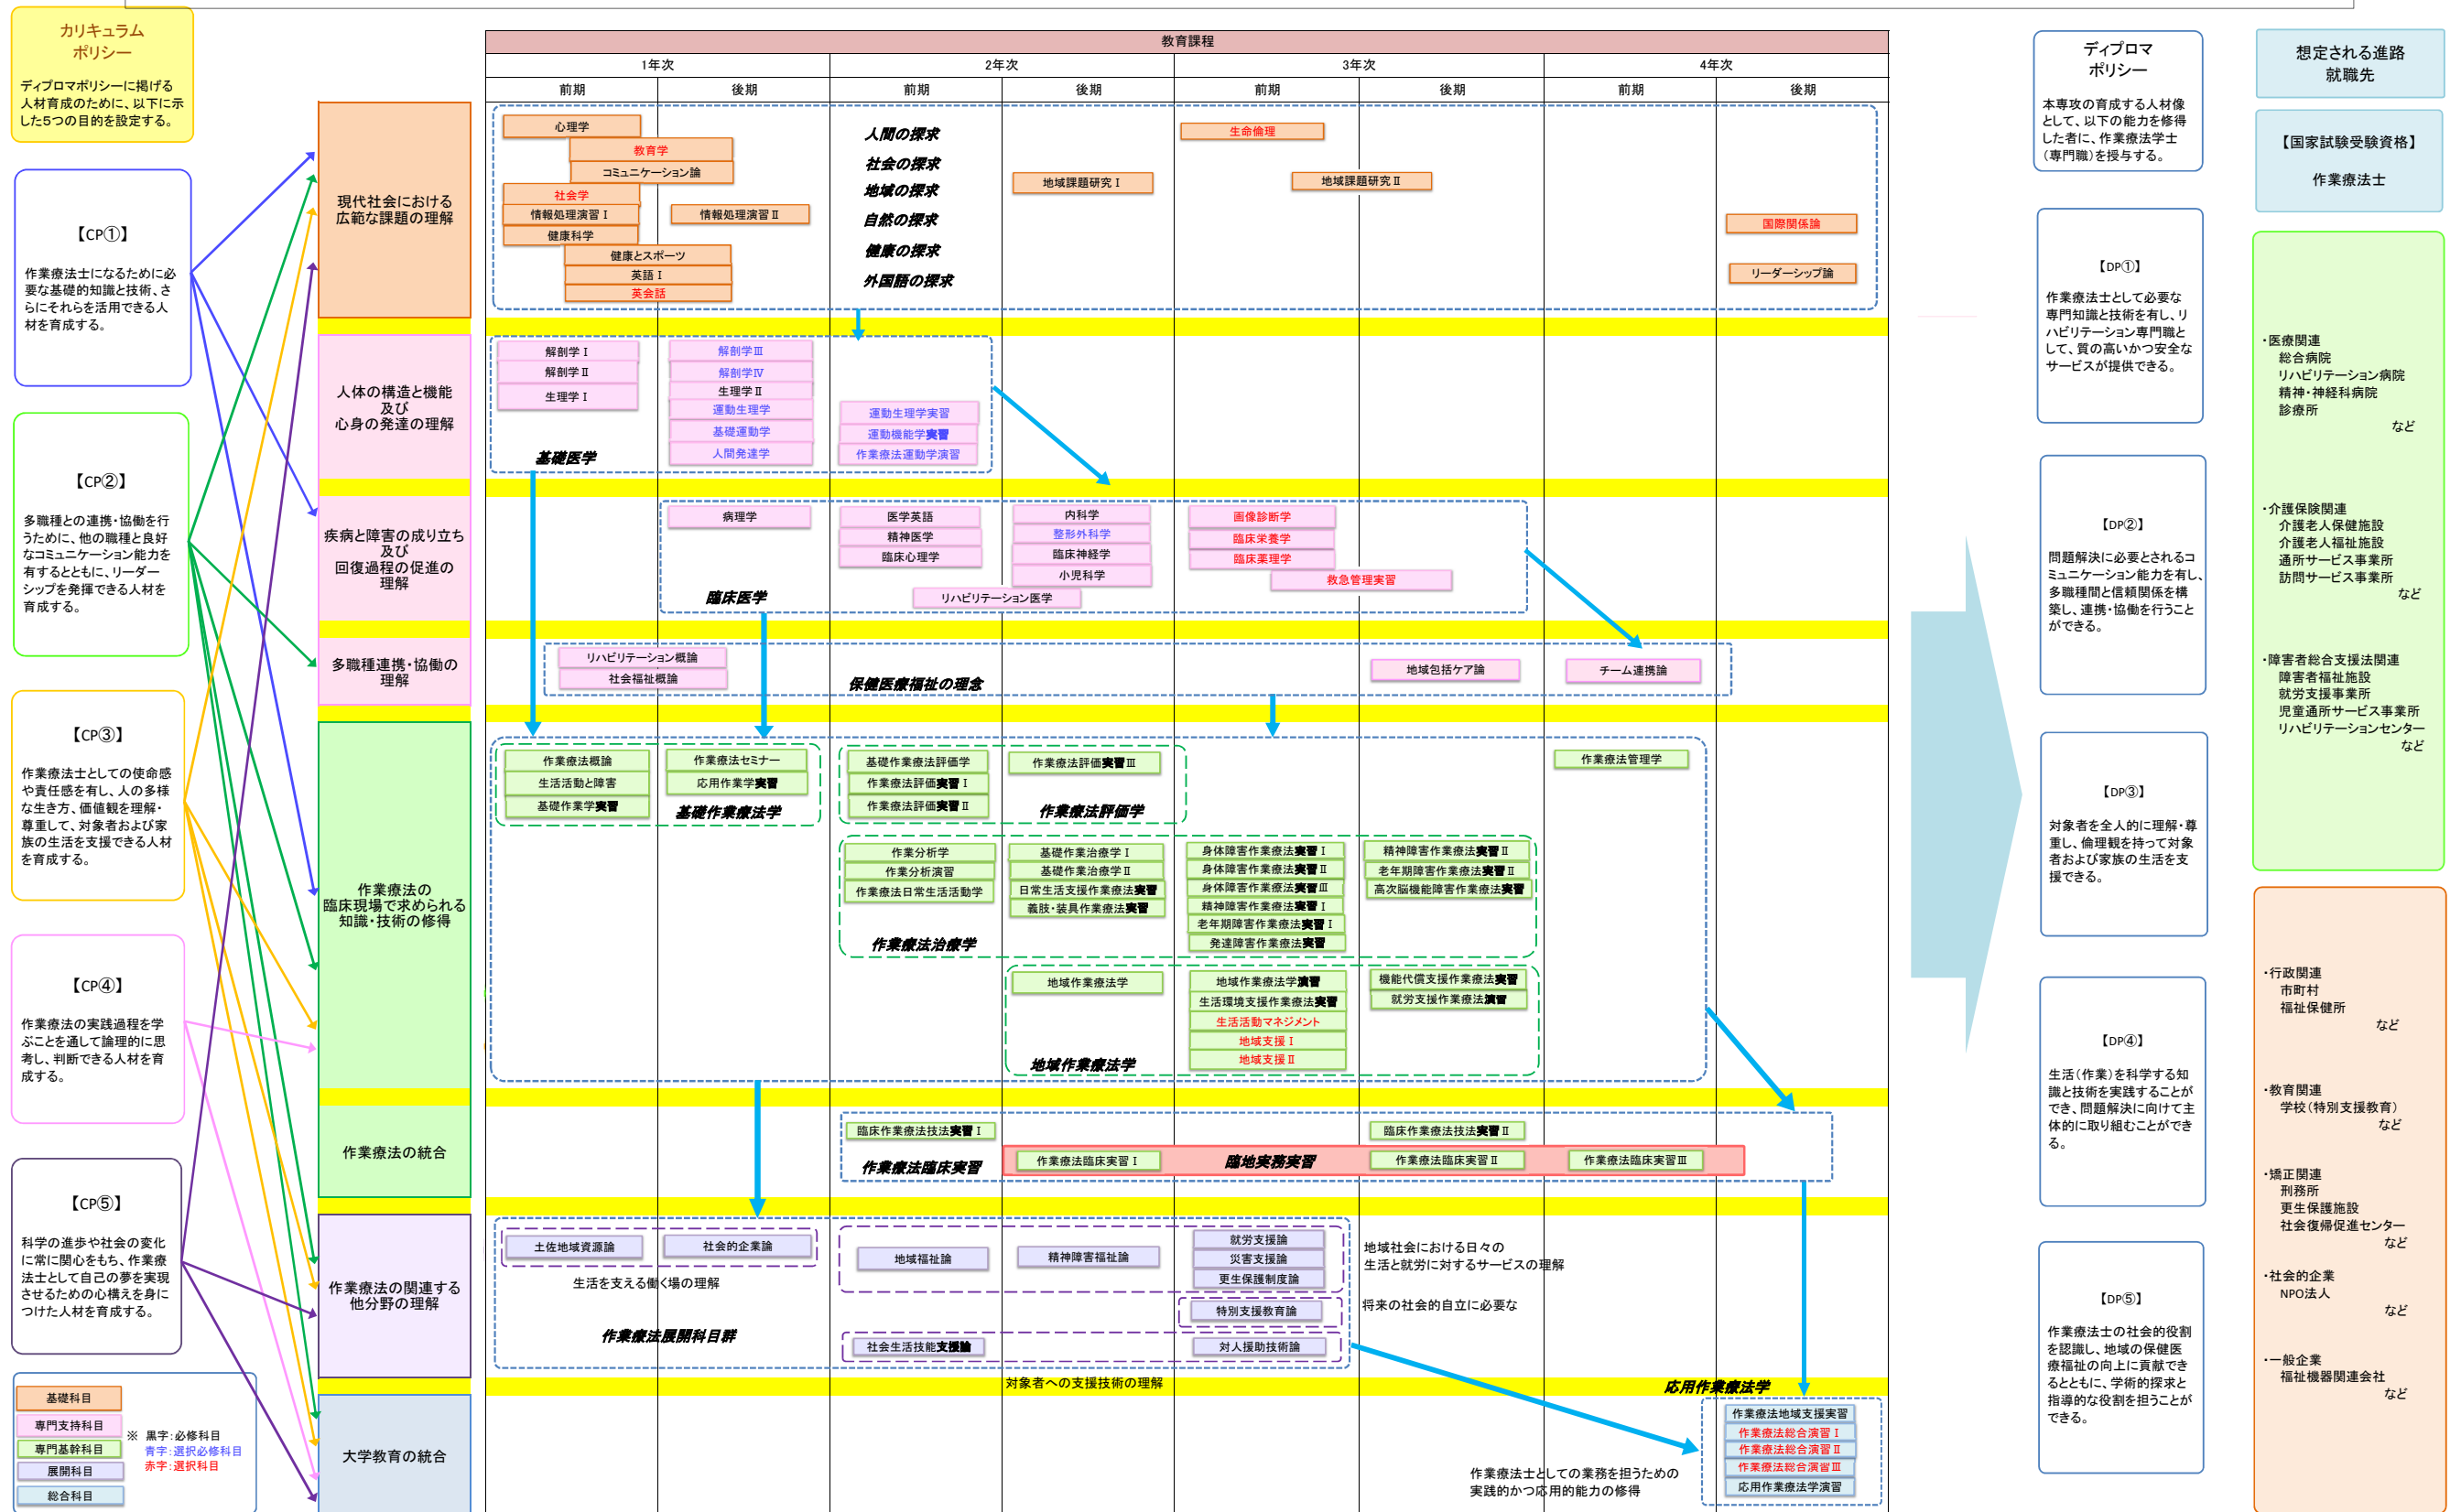 カリキュラム
ポリシー
ディプロマポリシーに掲げる
人材育成のために、以下に示
した5つの目的を設定する。
【CP①】
作業療法士になるために必
要な基礎的知識と技術、さ
らにそれらを活用できる人
材を育成する。
【CP②】
多職種との連携・協働を行
うために、他の職種と良好
なコミュニケーション能力を
有するとともに、リーダー
シップを発揮できる人材を
育成する。
【CP③】
作業療法士としての使命感
や責任感を有し、人の多様
な生き方、価値観を理解・
尊重して、対象者および家
族の生活を支援できる人材
を育成する。
【CP④】
作業療法の実践過程を学
ぶことを通して論理的に思
考し、判断できる人材を育
成する。
【CP⑤】
科学の進歩や社会の変化
に常に関心をもち、作業療
法士として自己の夢を実現
させるための心構えを身に
つけた人材を育成する。
基礎科目
専門支持科目
専門基幹科目
展開科目
総合科目
※ 黒字:必修科目
青字:選択必修科目
赤字:選択科目
現代社会における
広範な課題の理解
人体の構造と機能
及び
心身の発達の理解
疾病と障害の成り立ち
及び
回復過程の促進の
理解
多職種連携・協働の
理解
作業療法の
臨床現場で求められる
知識・技術の修得
作業療法の統合
作業療法の関連する
他分野の理解
大学教育の統合
教育課程
1年次 2年次 3年次 4年次
前期 後期 前期 後期 前期 後期 前期 後期
心理学
教育学
コミュニケーション論
社会学
情報処理演習Ⅰ
情報処理演習Ⅱ
健康科学
健康とスポーツ
英語Ⅰ
英会話
人間の探求
社会の探求
地域の探求
自然の探求
健康の探求
外国語の探求
地域課題研究Ⅰ
生命倫理
地域課題研究Ⅱ
国際関係論
リーダーシップ論
解剖学Ⅰ
解剖学Ⅱ
生理学Ⅰ
基礎医学
解剖学Ⅲ
解剖学Ⅳ
生理学Ⅱ
運動生理学
基礎運動学
人間発達学
運動生理学実習
運動機能学実習
作業療法運動学演習
病理学
臨床医学
医学英語
精神医学
臨床心理学
リハビリテーション医学
内科学
整形外科学
臨床神経学
小児科学
画像診断学
臨床栄養学
臨床薬理学
救急管理実習
リハビリテーション概論
社会福祉概論
保健医療福祉の理念
地域包括ケア論
チーム連携論
作業療法概論
生活活動と障害
基礎作業学実習
作業療法セミナー
応用作業学実習
基礎作業療法学
基礎作業療法評価学
作業療法評価実習Ⅰ
作業療法評価実習Ⅱ
作業療法評価実習Ⅲ
作業療法評価学
作業療法管理学
作業分析学
作業分析演習
作業療法日常生活活動学
作業療法治療学
基礎作業治療学Ⅰ
基礎作業治療学Ⅱ
日常生活支援作業療法実習
義肢・装具作業療法実習
身体障害作業療法実習Ⅰ
身体障害作業療法実習Ⅱ
身体障害作業療法実習Ⅲ
精神障害作業療法実習Ⅰ
老年期障害作業療法実習Ⅰ
発達障害作業療法実習
精神障害作業療法実習Ⅱ
老年期障害作業療法実習Ⅱ
高次脳機能障害作業療法実習
地域作業療法学
地域作業療法学
地域作業療法学演習
生活環境支援作業療法実習
生活活動マネジメント
地域支援Ⅰ
地域支援Ⅱ
機能代償支援作業療法実習
就労支援作業療法演習
臨床作業療法技法実習Ⅰ
臨床作業療法技法実習Ⅱ
作業療法臨床実習
作業療法臨床実習Ⅰ
臨地実務実習
作業療法臨床実習Ⅱ
作業療法臨床実習Ⅲ
土佐地域資源論
社会的企業論
生活を支える働く場の理解
作業療法展開科目群
地域福祉論
精神障害福祉論
就労支援論
災害支援論
更生保護制度論
地域社会における日々の
生活と就労に対するサービスの理解
特別支援教育論
将来の社会的自立に必要な
社会生活技能支援論
対人援助技術論
対象者への支援技術の理解
応用作業療法学
作業療法地域支援実習
作業療法総合演習Ⅰ
作業療法総合演習Ⅱ
作業療法総合演習Ⅲ
応用作業療法学演習
作業療法士としての業務を担うための
実践的かつ応用的能力の修得
ディプロマ
ポリシー
本専攻の育成する人材像
として、以下の能力を修得
した者に、作業療法学士
(専門職)を授与する。
【DP①】
作業療法士として必要な
専門知識と技術を有し、リ
ハビリテーション専門職と
して、質の高いかつ安全な
サービスが提供できる。
【DP②】
問題解決に必要とされるコ
ミュニケーション能力を有し、
多職種間と信頼関係を構
築し、連携・協働を行うこと
ができる。
【DP③】
対象者を全人的に理解・尊
重し、倫理観を持って対象
者および家族の生活を支
援できる。
【DP④】
生活(作業)を科学する知
識と技術を実践することが
でき、問題解決に向けて主
体的に取り組むことができ
る。
【DP⑤】
作業療法士の社会的役割
を認識し、地域の保健医
療福祉の向上に貢献でき
るとともに、学術的探求と
指導的な役割を担うことが
できる。
想定される進路
就職先
【国家試験受験資格】
作業療法士
・医療関連
総合病院
リハビリテーション病院
精神・神経科病院
診療所
など
・介護保険関連
介護老人保健施設
介護老人福祉施設
通所サービス事業所
訪問サービス事業所
など
・障害者総合支援法関連
障害者福祉施設
就労支援事業所
児童通所サービス事業所
リハビリテーションセンター
など
・行政関連
市町村
福祉保健所
など
・教育関連
学校(特別支援教育)
など
・矯正関連
刑務所
更生保護施設
社会復帰促進センター
など
・社会的企業
NPO法人
など
・一般企業
福祉機器関連会社
など